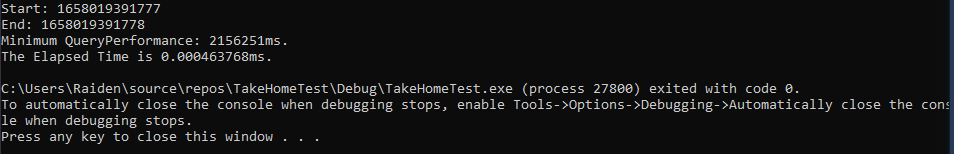 Start: 1658019391777
End: 1658019391778
Minimum QueryPerformance: 2156251ms.
The Elapsed Time is 0.000463768ms.
C:\Users\Raiden\source\repos\TakeHomeTest\Debug\TakeHomeTest.exe (process 27800) exited with code 0.
To automatically close the console when debugging stops, enable Tools->Options->Debugging->Automatically close the cons
le when debugging stops.
Press any key to close this window . . .